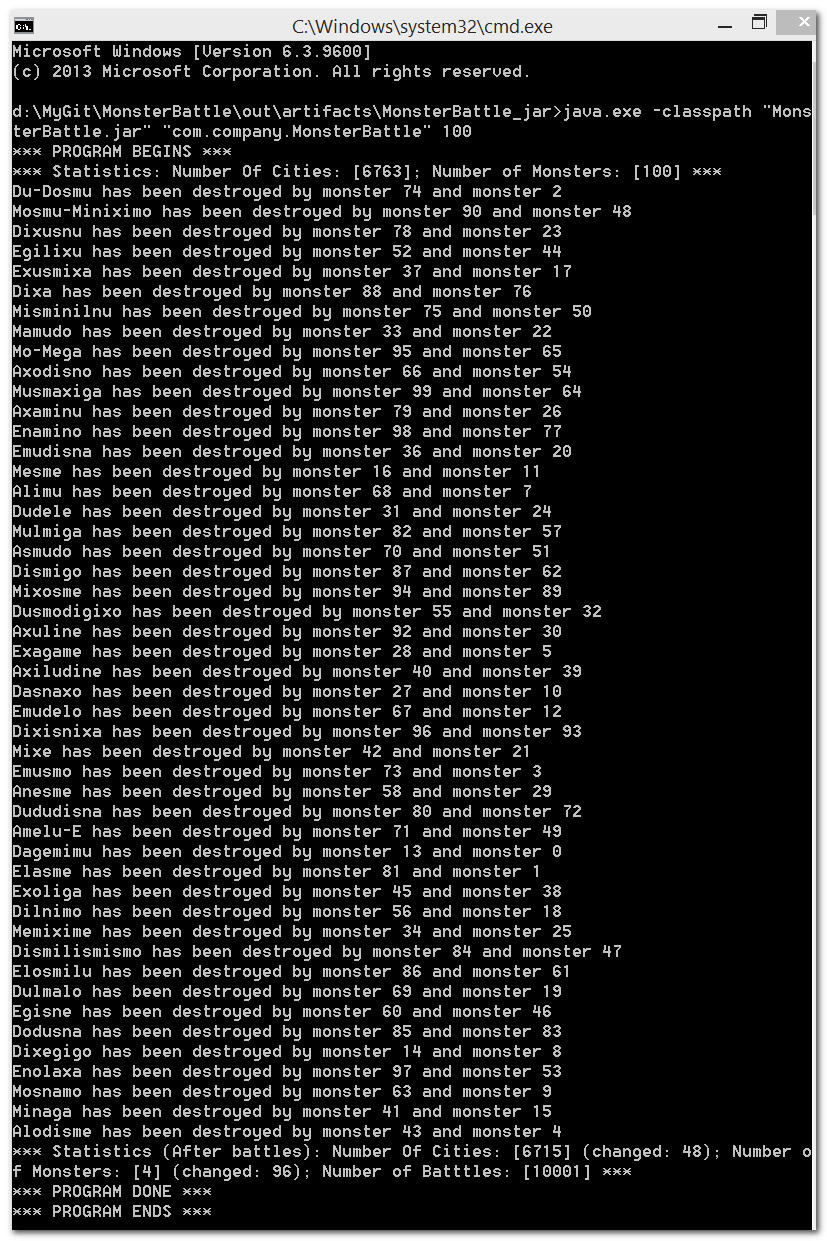 C:\Windows\system32\cmd.exe
Microsoft Windows [Version 6.3.9600]
(c) 2013 Microsoft Corporation. All rights reserved.
d:\MyGit\MonsterBattle\out\artifacts\MonsterBattle_jar>java.exe -classpath "Mons
terBattle.jar" "com.company.MonsterBattle" 100
*** PROGRAM BEGINS ***
*** Statistics: Number Of Cities: [6763]; Number of Monsters: [100] ***
Du-Dosmu has been destroyed by monster 74 and monster 2
Mosmu-Miniximo has been destroyed by monster 90 and monster 48
Dixusnu has been destroyed by monster 78 and monster 23
Egilixu has been destroyed by monster 52 and monster 44
Exusmixa has been destroyed by monster 37 and monster 17
Dixa has been destroyed by monster 88 and monster 76
Misminilnu has been destroyed by monster 75 and monster 50
Mamudo has been destroyed by monster 33 and monster 22
Mo-Mega has been destroyed by monster 95 and monster 65
Axodisno has been destroyed by monster 66 and monster 54
Musmaxiga has been destroyed by monster 99 and monster 64
Axaminu has been destroyed by monster 79 and monster 26
Enamino has been destroyed by monster 98 and monster 77
Emudisna has been destroyed by monster 36 and monster 20
Mesme has been destroyed by monster 16 and monster 11
Alimu has been destroyed by monster 68 and monster 7
Dudele has been destroyed by monster 31 and monster 24
Mulmiga has been destroyed by monster 82 and monster 57
Asmudo has been destroyed by monster 70 and monster 51
Dismigo has been destroyed by monster 87 and monster 62
Mixosme has been destroyed by monster 94 and monster 89
Dusmodigixo has been destroyed by monster 55 and monster 32
Axuline has been destroyed by monster 92 and monster 30
Exagame has been destroyed by monster 28 and monster 5
Axiludine has been destroyed by monster 40 and monster 39
Dasnaxo has been destroyed by monster 27 and monster 10
Emudelo has been destroyed by monster 67 and monster 12
Dixisnixa has been destroyed by monster 96 and monster 93
Mixe has been destroyed by monster 42 and monster 21
Emusmo has been destroyed by monster 73 and monster 3
Anesme has been destroyed by monster 58 and monster 29
Dududisna has been destroyed by monster 80 and monster 72
Amelu-E has been destroyed by monster 71 and monster 49
Dagemimu has been destroyed by monster 13 and monster 0
Elasme has been destroyed by monster 81 and monster 1
Exoliga has been destroyed by monster 45 and monster 38
Dilnimo has been destroyed by monster 56 and monster 18
Memixime has been destroyed by monster 34 and monster 25
Dismilismismo has been destroyed by monster 84 and monster 47
Elosmilu has been destroyed by monster 86 and monster 61
Dulmalo has been destroyed by monster 69 and monster 19
Egisne has been destroyed by monster 60 and monster 46
Dodusna has been destroyed by monster 85 and monster 83
Dixegigo has been destroyed by monster 14 and monster 8
Enolaxa has been destroyed by monster 97 and monster 53
Mosnamo has been destroyed by monster 63 and monster 9
Minaga has been destroyed by monster 41 and monster 15
Alodisme has been destroyed by monster 43 and monster 4
*** Statistics (After battles): Number Of Cities: [6715] (changed: 48); Number o
f Monsters: [4] (changed: 96); Number of Batttles: [10001] ***
*** PROGRAM DONE ***
*** PROGRAM ENDS ***